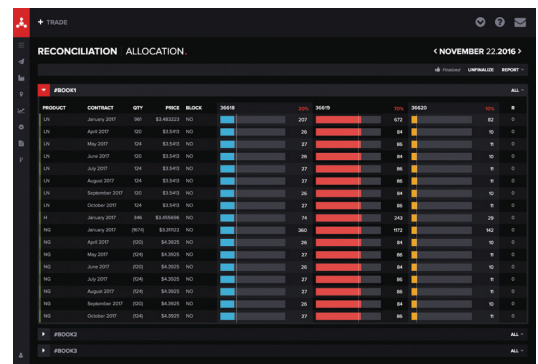 + TRADE
RECONCILIATION ALLOCATION.
< NOVEMBER 22.2016 >
Finalized UNFINALIZE REPORT
#BOOK1 ALL
PRODUCT CONTRACT QTY PRICE BLOCK 36618 20% 36619 70% 36620 10% R
LN January 2017 961 $3.483223 NO 207 672 82 0
LN April 2017 120 $3.5413 NO 26 84 10 0
LN May 2017 124 $3.5413 NO 27 86 11 0
LN June 2017 120 $3.5413 NO 26 84 10 0
LN July 2017 124 $3.5413 NO 27 86 11 0
LN August 2017 124 $3.5413 NO 27 86 11 0
LN September 2017 120 $3.5413 NO 26 84 10 0
LN October 2017 124 $3.5413 NO 27 86 11 0
H January 2017 346 $3.455696 NO 74 243 29 0
NG January 2017 (1674) NO 360 1172 142 0
NG April 2017 (120) $4.3925 NO 26 84 10 0
NG May 2017 (124) $4.3925 NO 27 86 11 0
NG June 2017 (120) $4.3925 NO 26 84 10 0
NG July 2017 (124) $4.3925 NO 27 86 11 0
NG August 2017 (124) $4.3925 NO 27 86 11 0
NG September 2017 (120) $4.3925 NO 26 84 10 0
NG October 2017 (124) $4.3925 NO 27 86 11 0
#BOOK2 ALL
#BOOK3 ALL